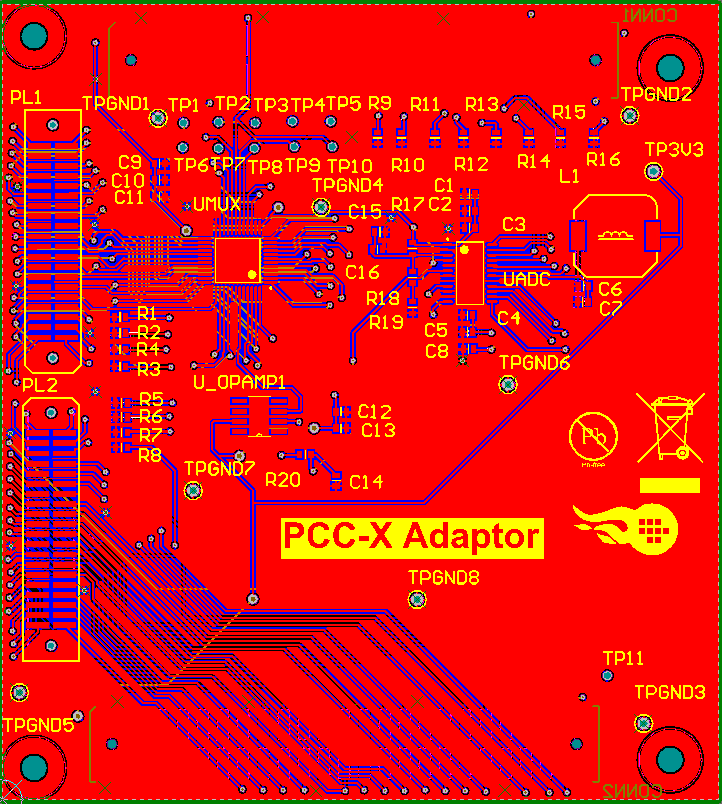 CONN1
PL1
TPGND1
TP1
TP2
TP3
TP4
TP5
R9
R11
R13
R15
TPGND2
TP6
TP7
TP8
TP9
TP10
R10
R12
R14
R16
TP3V3
C9
C10
C11
TPGND4
C1
C2
L1
UMUX
C15
R17
C3
C16
UADC
C6
C7
R18
R19
C4
C5
C8
R1
R2
R4
R3
TPGND6
U_OPAMP1
PL2
R5
R6
R7
R8
C12
C13
Pb
TPGND7
R20
C14
PCC-X Adaptor
TPGND8
TP11
TPGND3
TPGND5
CONN2